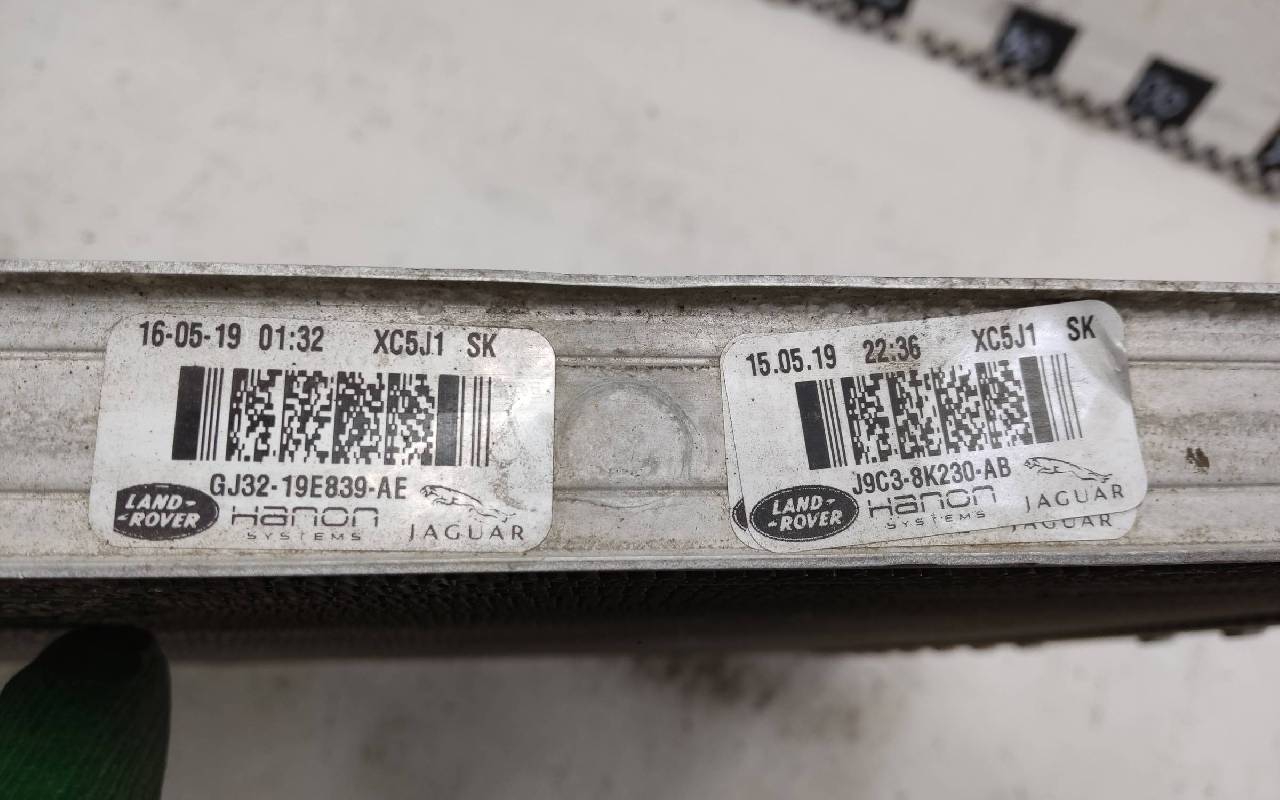 16-05-19 01:32 XC5J1 SK
GJ32-19E839-AE
LAND-
-ROVER
Hanon
SYSTEMS
JAGUAR
15.05.19 22:36 XC5J1 SK
J9C3-8K230-AB
LAND-
-ROVER
Hanon
SYSTEMS
JAGUAR
JAGUAR